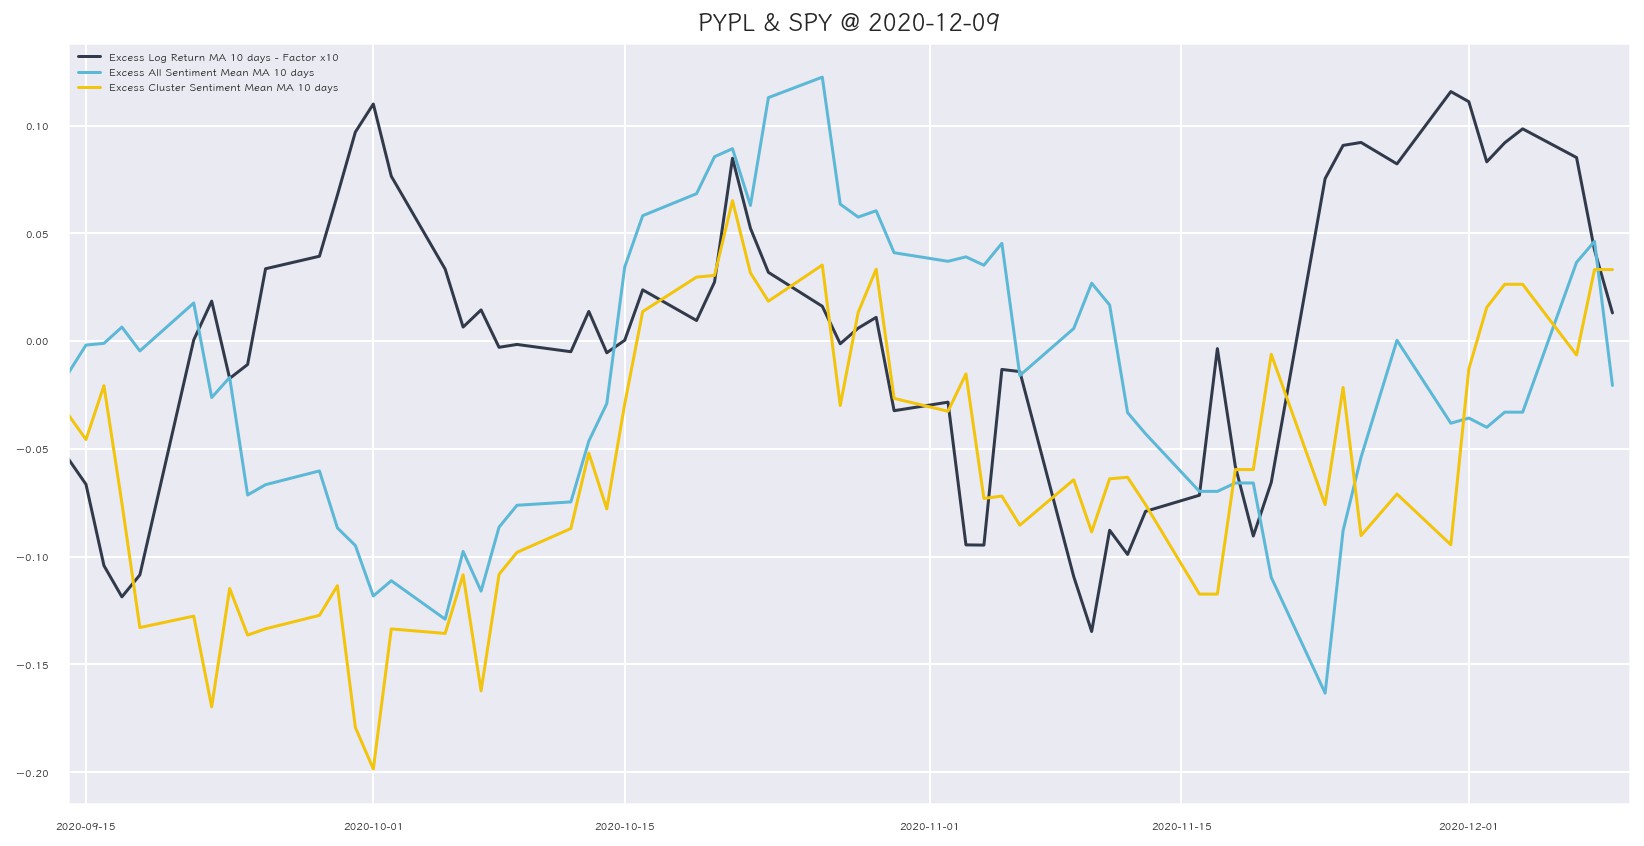 PYPL & SPY @ 2020-12-09
Excess Log Return MA 10 days - Factor x10
Excess All Sentiment Mean MA 10 days
Excess Cluster Sentiment Mean MA 10 days
0.10
0.05
0.00
−0.05
−0.10
−0.15
−0.20
2020-09-15 2020-10-01 2020-10-15 2020-11-01 2020-11-15 2020-12-01